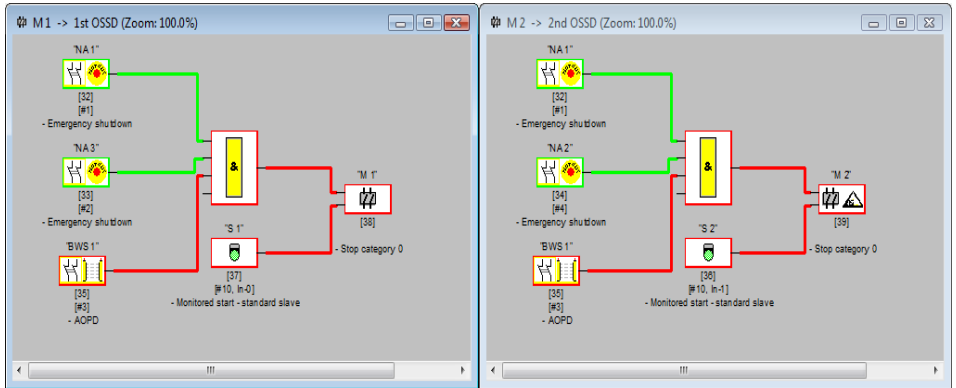 M 1 -> 1st OSSD (Zoom: 100.0%)
"NA 1"
[32]
[#1]
- Emergency shutdown
"NA 3"
[33]
[#2]
- Emergency shutdown
"BWS 1"
[35]
[#3]
- AOPD
&
"S 1"
[37]
[#10, In-0]
- Monitored start - standard slave
"M 1"
[38]
- Stop category 0
M 2 -> 2nd OSSD (Zoom: 100.0%)
"NA 1"
[32]
[#1]
- Emergency shutdown
"NA 2"
[34]
[#4]
- Emergency shutdown
"BWS 1"
[35]
[#3]
- AOPD
&
"S 2"
[36]
[#10, In-1]
- Monitored start - standard slave
"M 2"
[39]
- Stop category 0